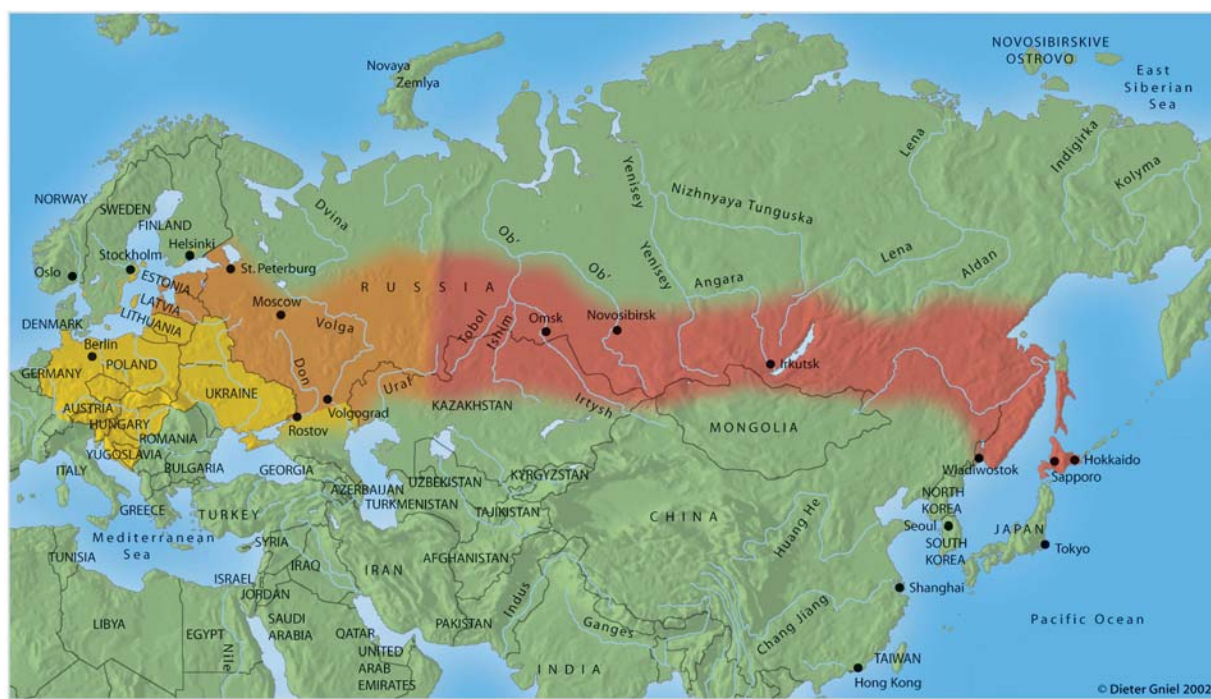 NOVOSIBIRSKIVE
OSTROVO
East
Siberian
Sea
Novaya
Zemlya
Lena
Indigirka
Kolyma
Yenisey
Nizhnyaya Tunguska
NORWAY
SWEDEN
FINLAND
Dvina
Ob'
Ob'
Yenisey
Angara
Lena
Aldan
Helsinki
Stockholm
Oslo
St. Peterburg
ESTONIA
LATVIA
LITHUANIA
RUSSIA
Moscow
Volga
Tobol
Ishim
Omsk
Novosibirsk
DENMARK
Berlin
GERMANY
POLAND
Don
Ural
Irkutsk
UKRAINE
Volgograd
Rostov
KAZAKHSTAN
Irtysh
MONGOLIA
AUSTRIA
HUNGARY
ROMANIA
YUGOSLAVIA
BULGARIA
ITALY
GREECE
GEORGIA
AZERBAIJAN
UZBEKISTAN
TURKMENISTAN
KYRGYZSTAN
TAJIKISTAN
Wladiwostok
Hokkaido
Sapporo
NORTH
KOREA
Seoul
SOUTH
KOREA
JAPAN
Tokyo
CHINA
Huang He
TURKEY
Mediterranean
Sea
SYRIA
TUNISIA
IRAQ
IRAN
AFGHANISTAN
ISRAEL
JORDAN
LIBYA
EGYPT
Nile
SAUDI
ARABIA
QATAR
UNITED
ARAB
EMIRATES
PAKISTAN
Indus
Ganges
INDIA
Chang Jiang
Shanghai
Pacific Ocean
TAIWAN
Hong Kong
© Dieter Gniel 2002